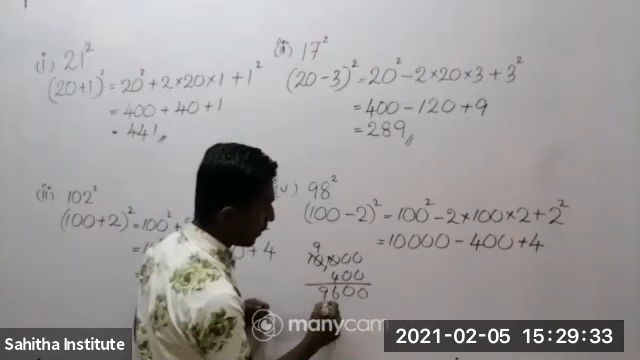 (i) 21²
(20+1)² = 20² + 2×20×1 + 1²
= 400 + 40 + 1
= 441
(iii) 17²
(20-3)² = 20² - 2×20×3 + 3²
= 400 - 120 + 9
= 289
(ii) 102²
(100+2)² = 100² +
+ 4
98²
(100-2)² = 100² - 2×100×2 + 2²
= 10000 - 400 + 4
9
10,000
400
9600
manycam
Sahitha Institute
2021-02-05 15:29:33